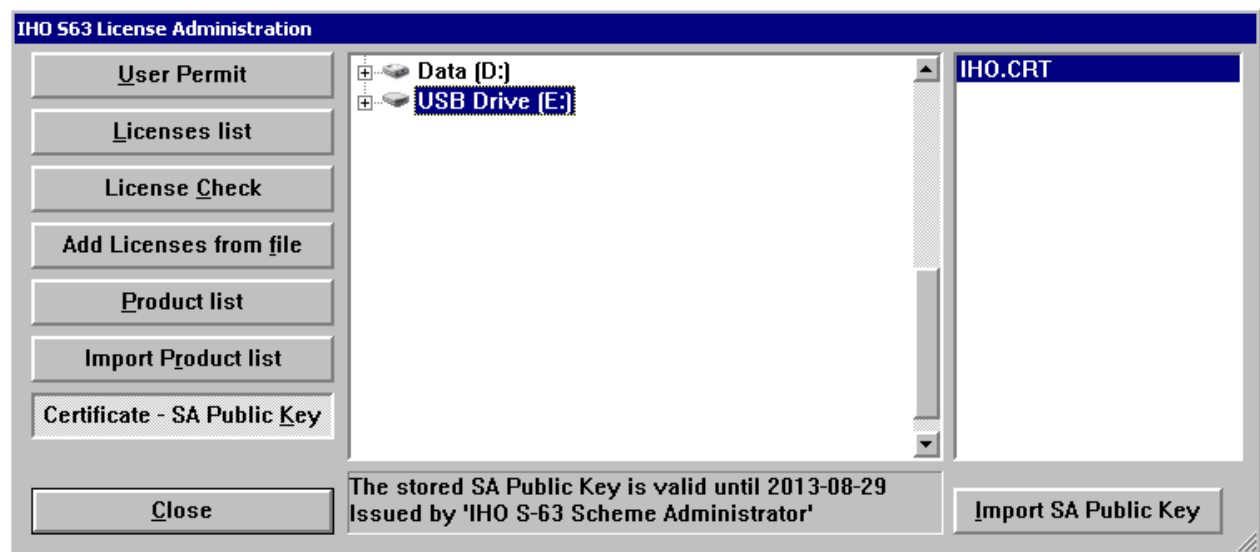 IHO S63 License Administration
User Permit
Licenses list
License Check
Add Licenses from file
Product list
Import Product list
Certificate - SA Public Key
Close
Data (D:)
USB Drive (E:)
The stored SA Public Key is valid until 2013-08-29
Issued by 'IHO S-63 Scheme Administrator'
IHO.CRT
Import SA Public Key